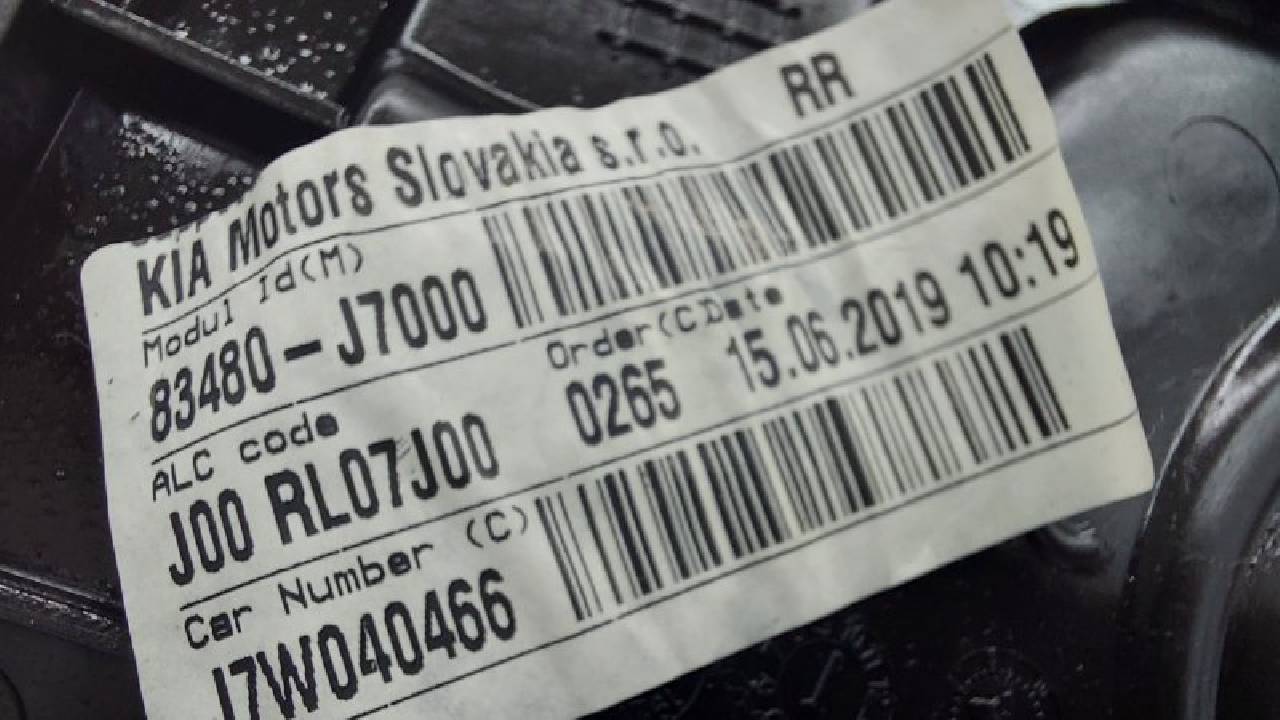 KIA Motors Slovakia s.r.o. RR
Modul Id(M)
83480-J7000
ALC code Order(C.Date
J00 RL07J00 0265 15.06.2019 10:19
Car Number (C)
J7W040466